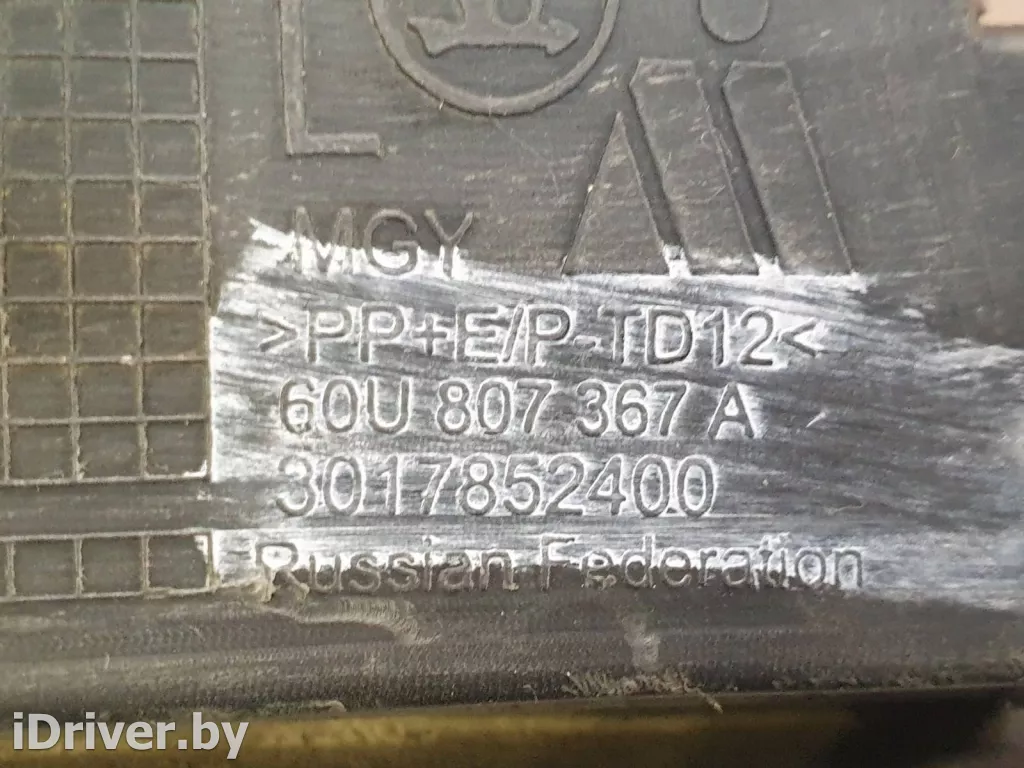 L
MGY
>PP+E/P-TD12<
60U 807 367 A
3017852400
Russian Federation
iDriver.by